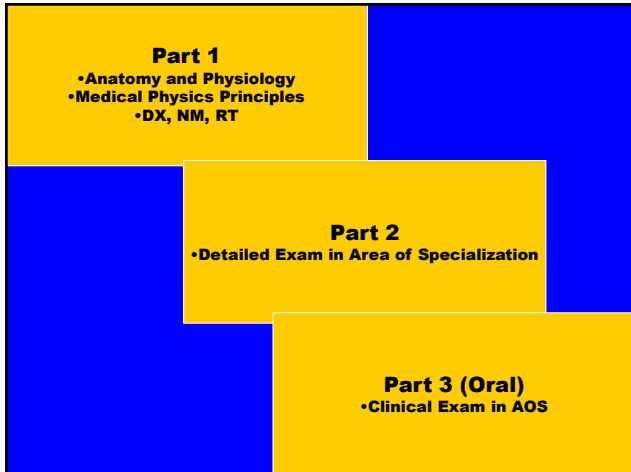 Part 1
•Anatomy and Physiology
•Medical Physics Principles
•DX, NM, RT
Part 2
•Detailed Exam in Area of Specialization
Part 3 (Oral)
•Clinical Exam in AOS